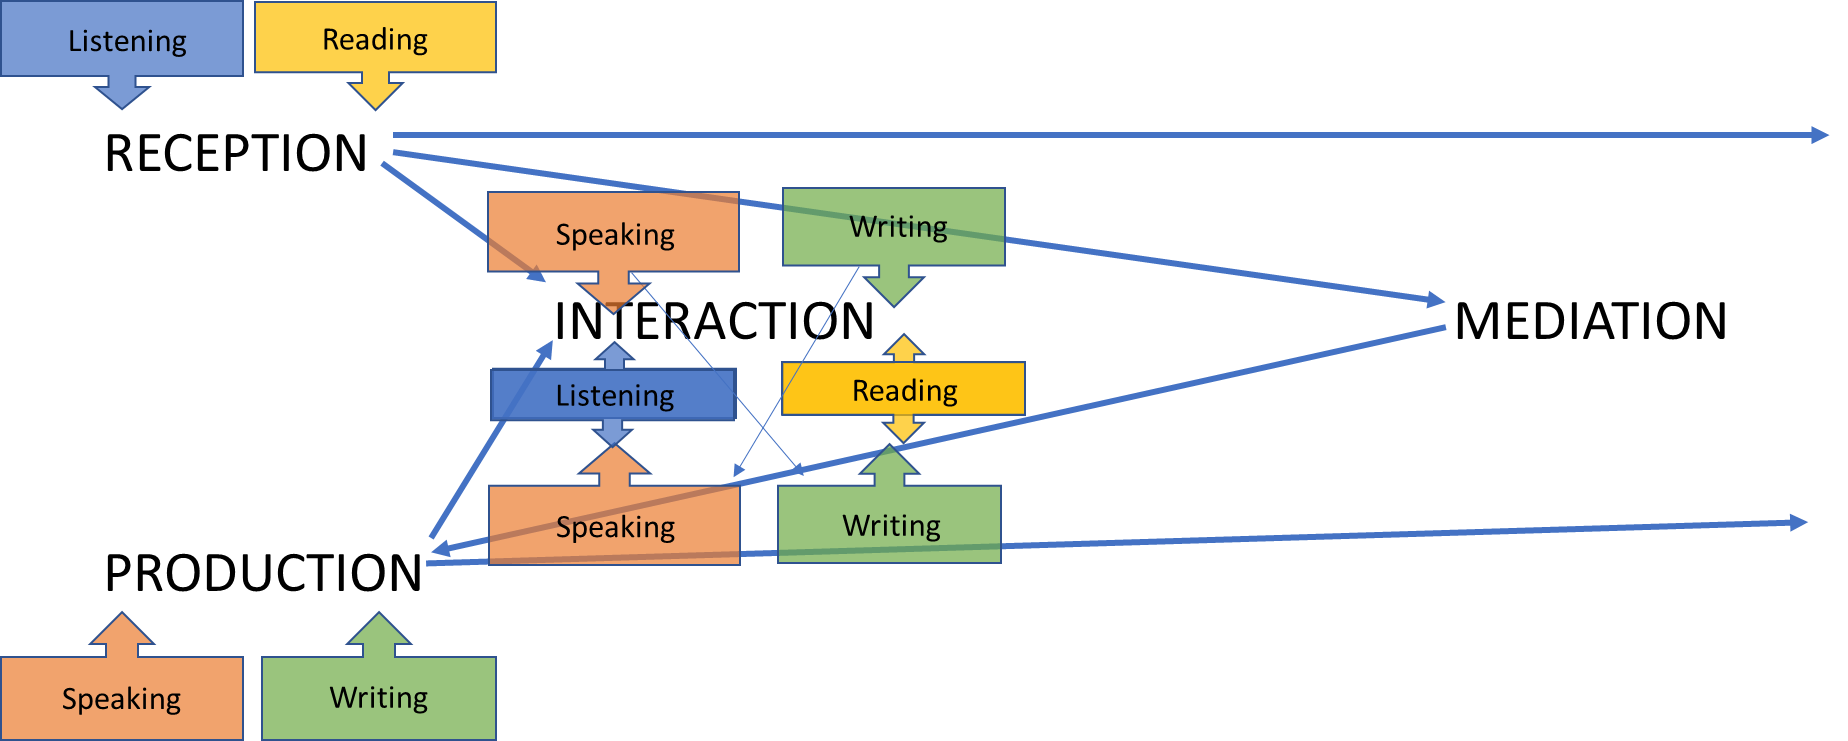 Listening
Reading
RECEPTION
Speaking
Writing
INTERACTION
MEDIATION
Listening
Reading
Speaking
Writing
PRODUCTION
Speaking
Writing